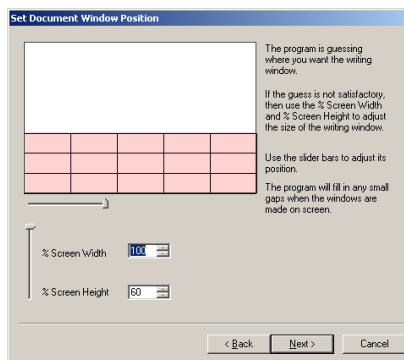 Set Document Window Position
The program is guessing
where you want the writing
window.
If the guess is not satisfactory,
then use the % Screen Width
and % Screen Height to adjust
the size of the writing window.
Use the slider bars to adjust its
position.
The program will fill in any small
gaps when the windows are
made on screen.
% Screen Width 100
% Screen Height 60
< Back Next > Cancel